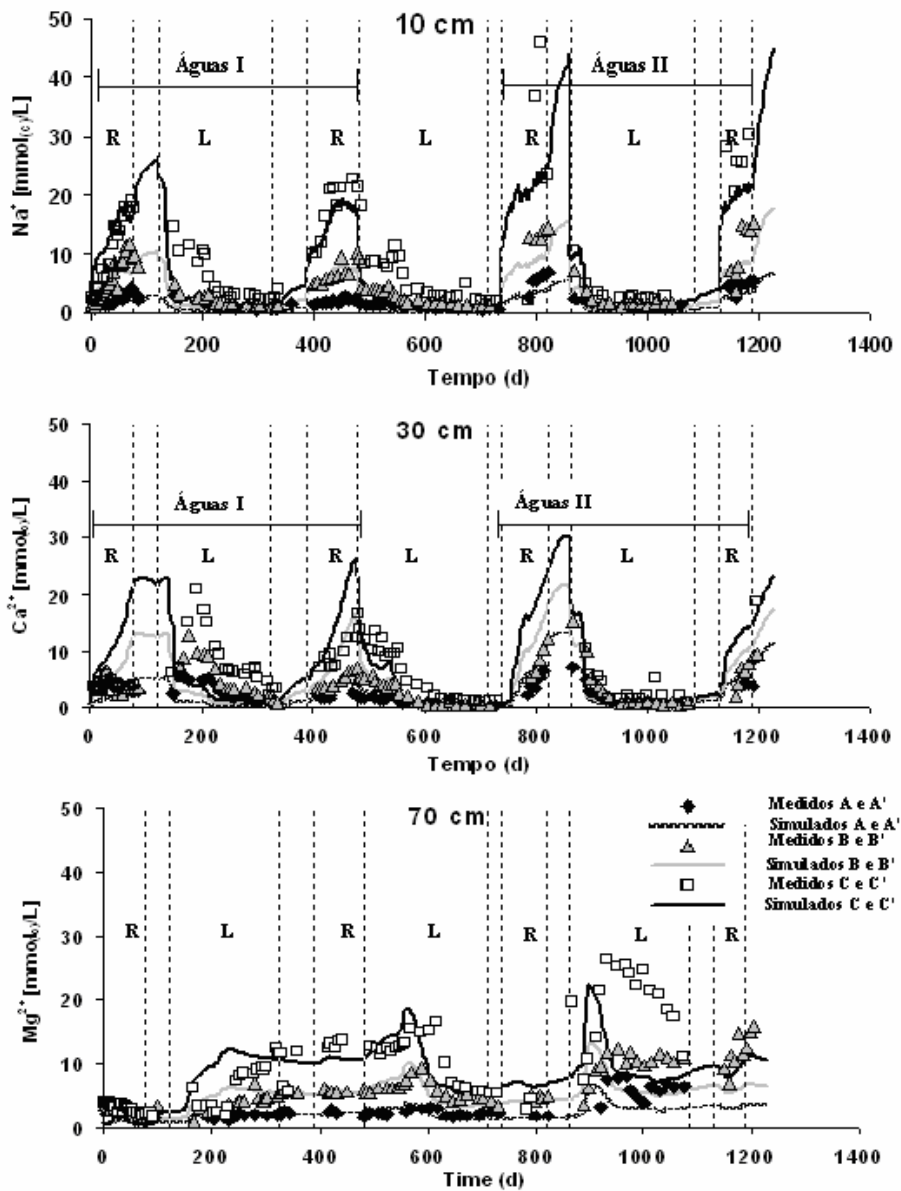 10 cm
50
40
30
20
10
0
Na⁺ [mmol(c)/L]
Águas I
Águas II
R L R L R L R
0 200 400 600 800 1000 1200 1400
Tempo (d)
30 cm
50
40
30
20
10
0
Ca²⁺ [mmol(c)/L]
Águas I
Águas II
R L R L R L R
0 200 400 600 800 1000 1200 1400
Tempo (d)
70 cm
50
40
30
20
10
0
Mg²⁺ [mmol(c)/L]
Medidos A e A'
Simulados A e A'
Medidos B e B'
Simulados B e B'
Medidos C e C'
Simulados C e C'
R L R L R L R
0 200 400 600 800 1000 1200 1400
Time (d)